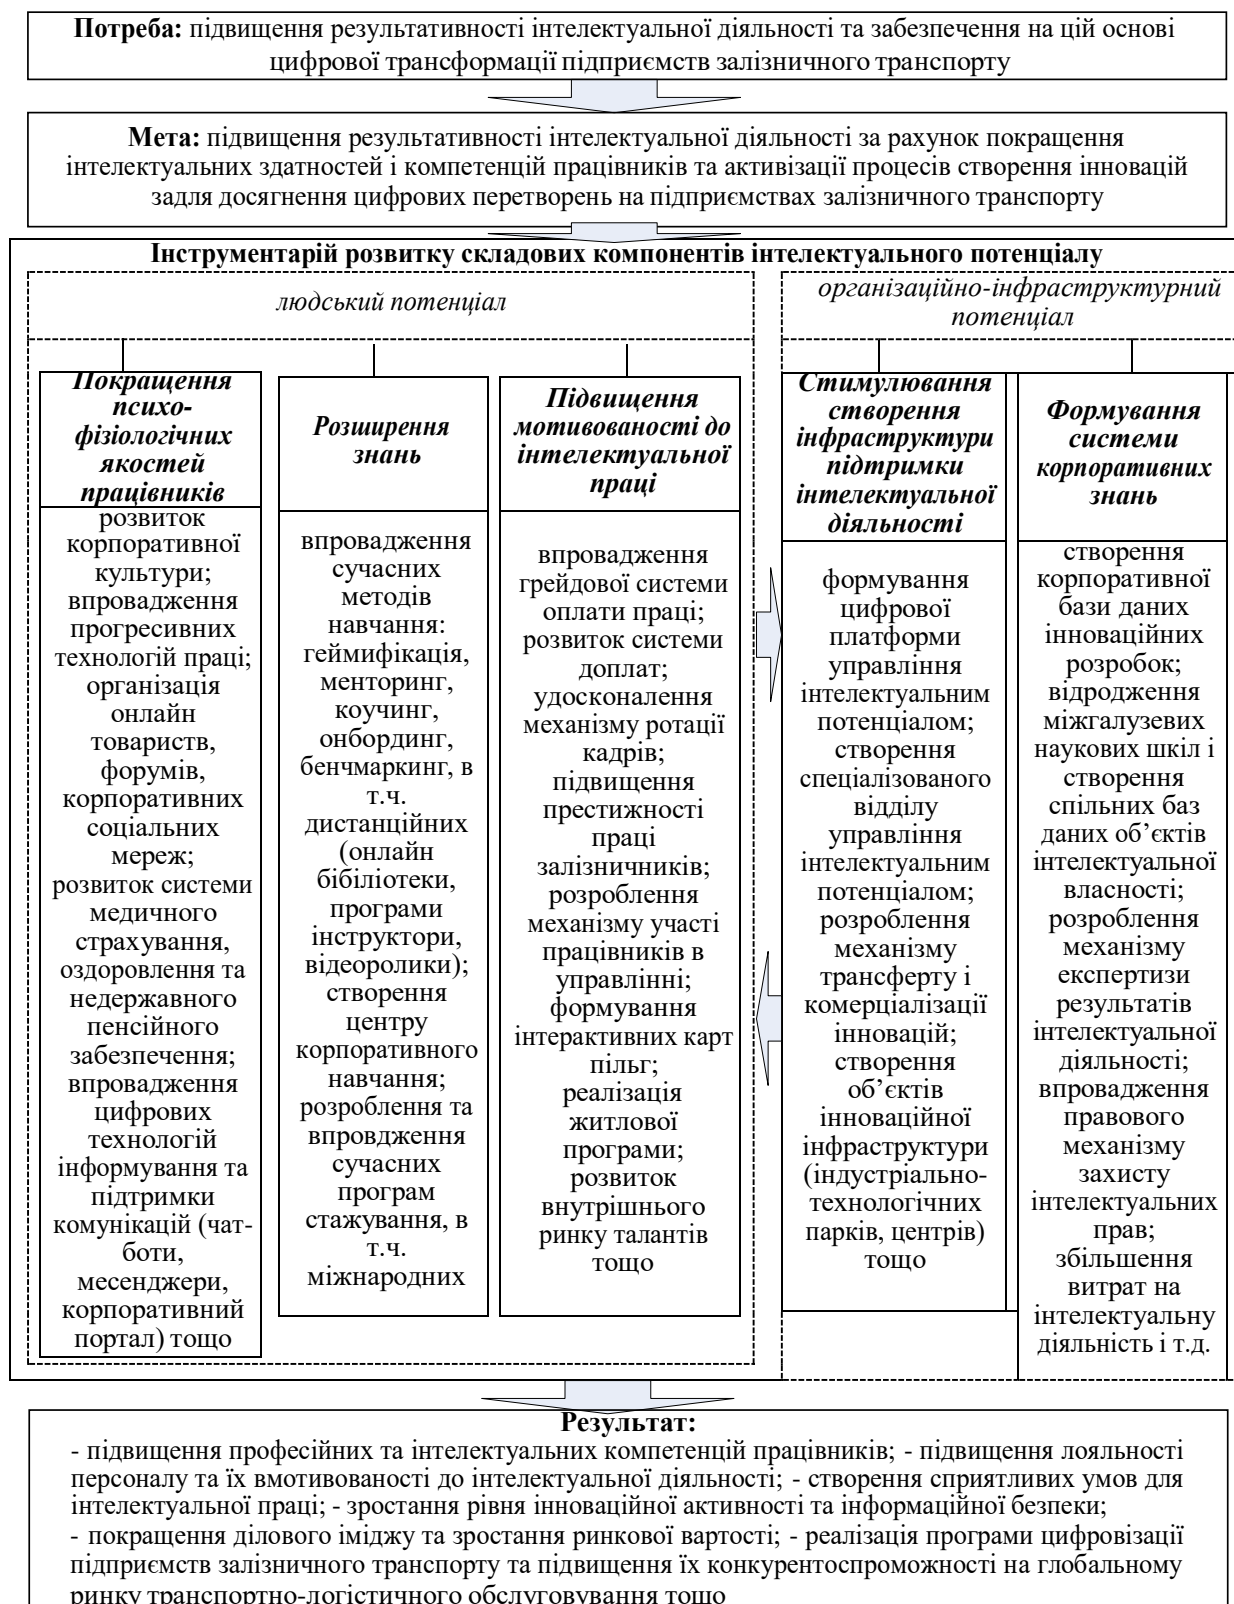 Потреба: підвищення результативності інтелектуальної діяльності та забезпечення на цій основі
цифрової трансформації підприємств залізничного транспорту
Мета: підвищення результативності інтелектуальної діяльності за рахунок покращення
інтелектуальних здатностей і компетенцій працівників та активізації процесів створення інновацій
задля досягнення цифрових перетворень на підприємствах залізничного транспорту
Інструментарій розвитку складових компонентів інтелектуального потенціалу
людський потенціал
Покращення
психо-
фізіологічних
якостей
працівників
розвиток
корпоративної
культури;
впровадження
прогресивних
технологій праці;
організація
онлайн
товариств,
форумів,
корпоративних
соціальних
мереж;
розвиток системи
медичного
страхування,
оздоровлення та
недержавного
пенсійного
забезпечення;
впровадження
цифрових
технологій
інформування та
підтримки
комунікацій (чат-
боти,
месенджери,
корпоративний
портал) тощо
Розширення
знань
впровадження
сучасних
методів
навчання:
геймифікація,
менторинг,
коучинг,
онбординг,
бенчмаркинг, в
т.ч.
дистанційних
(онлайн
бібіліотеки,
програми
інструктори,
відеоролики);
створення
центру
корпоративного
навчання;
розроблення та
впровдження
сучасних
програм
стажування, в
т.ч.
міжнародних
Підвищення
мотивованості до
інтелектуальної
праці
впровадження
грейдової системи
оплати праці;
розвиток системи
доплат;
удосконалення
механізму ротації
кадрів;
підвищення
престижності
праці
залізничників;
розроблення
механізму участі
працівників в
управлінні;
формування
інтерактивних карт
пільг;
реалізація
житлової
програми;
розвиток
внутрішнього
ринку талантів
тощо
організаційно-інфраструктурний
потенціал
Стимулювання
створення
інфраструктури
підтримки
інтелектуальної
діяльності
формування
цифрової
платформи
управління
інтелектуальним
потенціалом;
створення
спеціалізованого
відділу
управління
інтелектуальним
потенціалом;
розроблення
механізму
трансферту і
комерціалізації
інновацій;
створення
об’єктів
інноваційної
інфраструктури
(індустріально-
технологічних
парків, центрів)
тощо
Формування
системи
корпоративних
знань
створення
корпоративної
бази даних
інноваційних
розробок;
відродження
міжгалузевих
наукових шкіл і
створення
спільних баз
даних об’єктів
інтелектуальної
власності;
розроблення
механізму
експертизи
результатів
інтелектуальної
діяльності;
впровадження
правового
механізму
захисту
інтелектуальних
прав;
збільшення
витрат на
інтелектуальну
діяльність і т.д.
Результат:
- підвищення професійних та інтелектуальних компетенцій працівників; - підвищення лояльності
персоналу та їх вмотивованості до інтелектуальної діяльності; - створення сприятливих умов для
інтелектуальної праці; - зростання рівня інноваційної активності та інформаційної безпеки;
- покращення ділового іміджу та зростання ринкової вартості; - реалізація програми цифровізації
підприємств залізничного транспорту та підвищення їх конкурентоспроможності на глобальному
ринку транспортно-логістичного обслуговування тощо